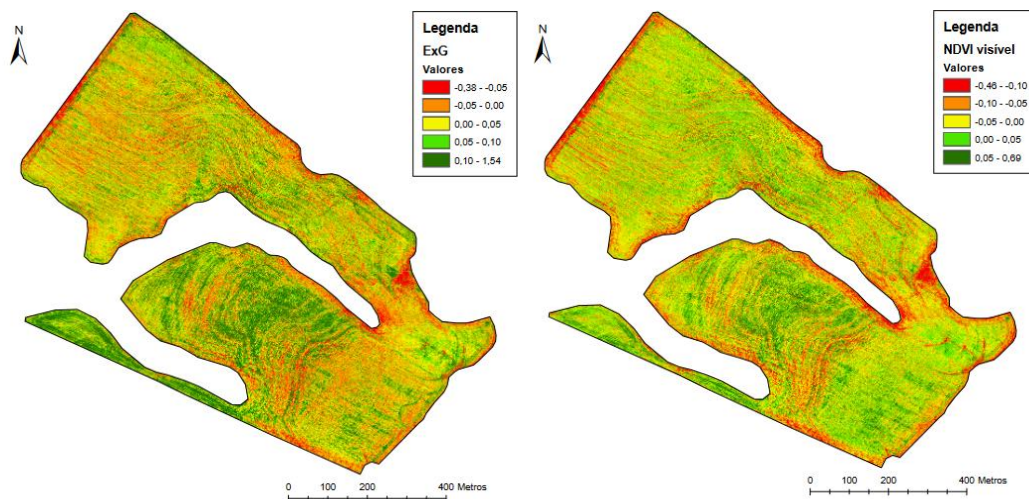 N
Legenda
ExG
Valores
-0,38 - -0,05
-0,05 - 0,00
0,00 - 0,05
0,05 - 0,10
0,10 - 1,54
0 200 400 Metros
N
Legenda
NDVI visível
Valores
-0,46 - -0,10
-0,10 - -0,05
-0,05 - 0,00
0,00 - 0,05
0,05 - 0,69
0 200 400 Metros